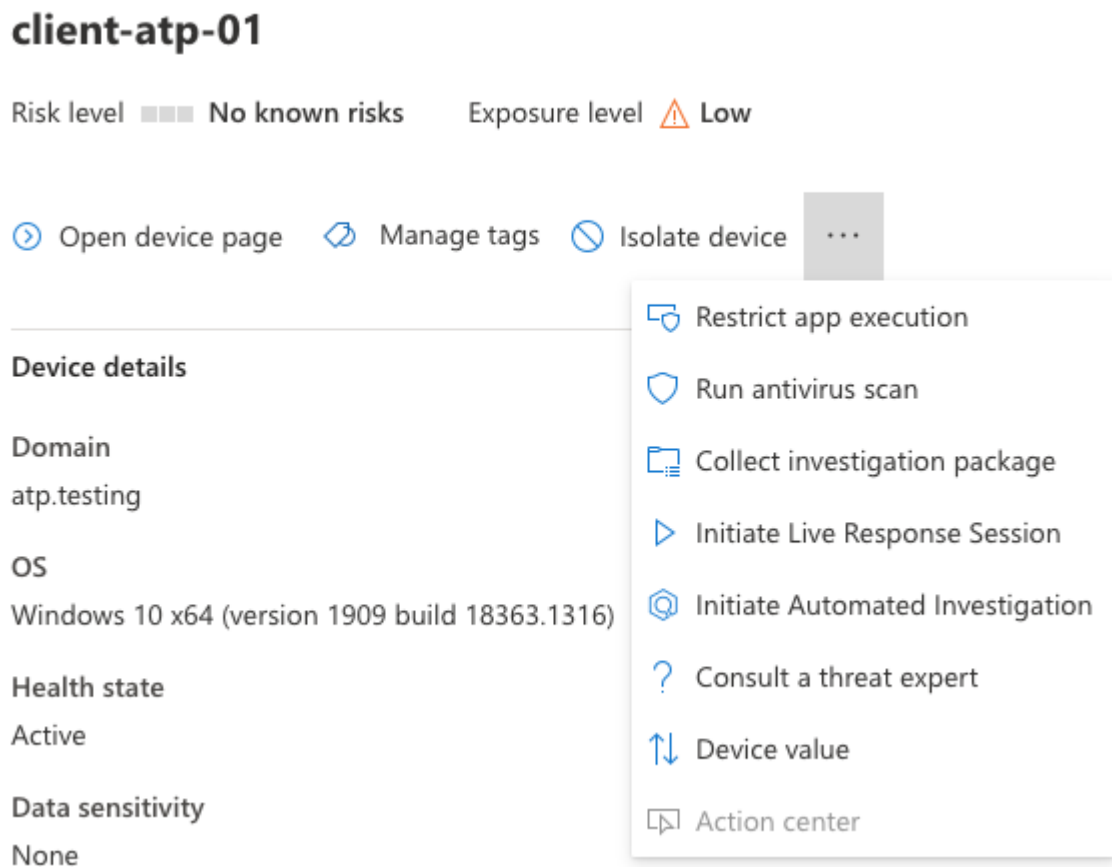 client-atp-01
Risk level No known risks Exposure level Low
Open device page Manage tags Isolate device ...
Restrict app execution
Run antivirus scan
Collect investigation package
Initiate Live Response Session
Initiate Automated Investigation
Consult a threat expert
Device value
Action center
Device details
Domain
atp.testing
OS
Windows 10 x64 (version 1909 build 18363.1316)
Health state
Active
Data sensitivity
None